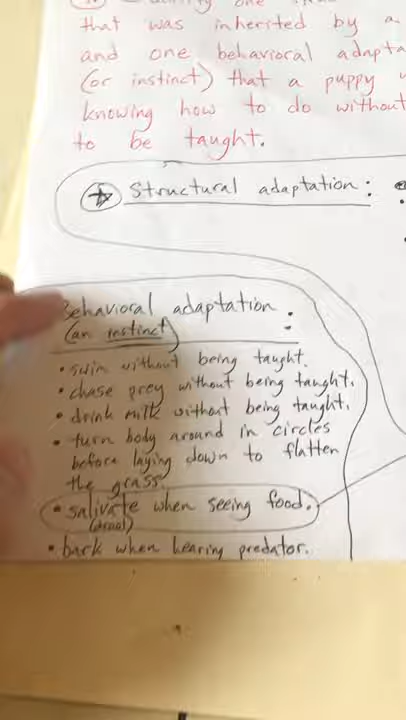 that was inherited by a
and one behavioral adapta
(or instinct) that a puppy
knowing how to do without
to be taught.
Structural adaptation:
Behavioral adaptation:
(an instinct)
• swim without being taught.
• chase prey without being taught.
• drink milk without being taught.
• turn body around in circles
before laying down to flatten
the grass
• salivate when seeing food.
(drool)
• bark when hearing predator.